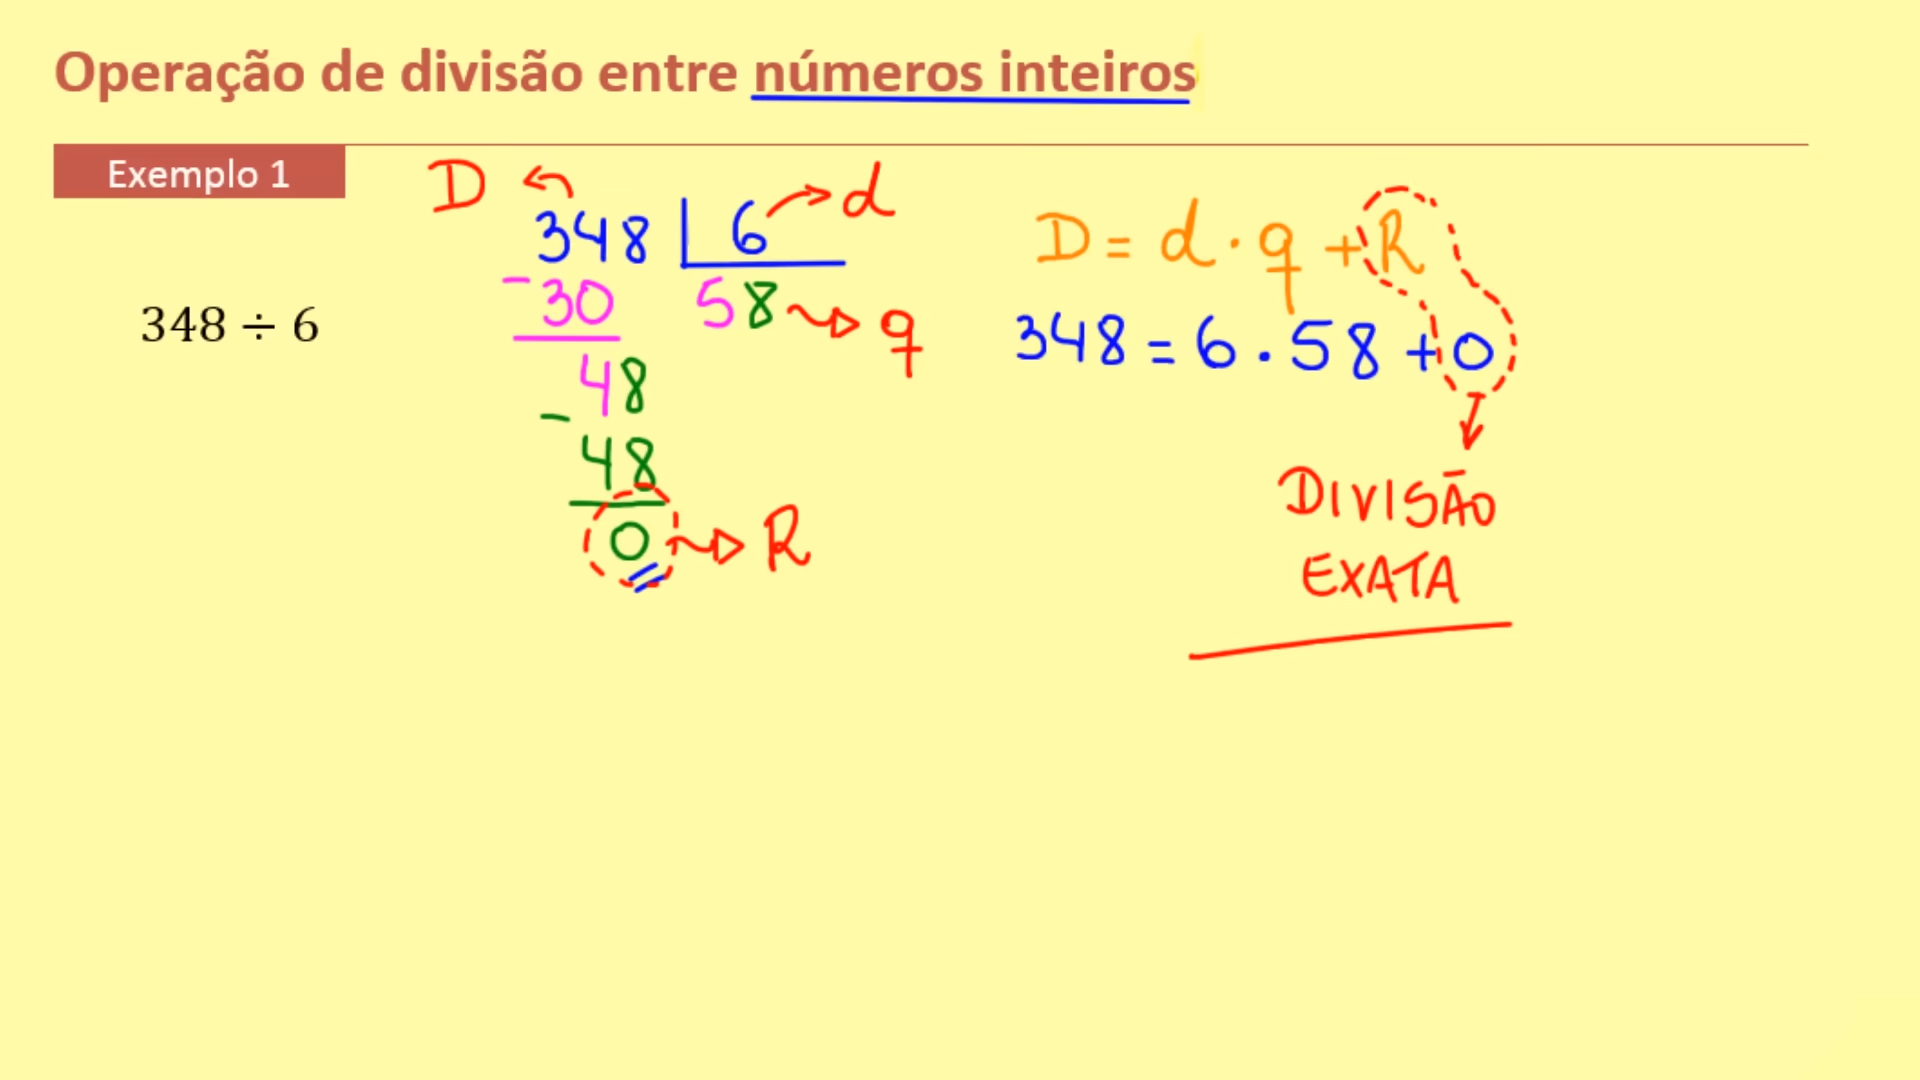 Operação de divisão entre números inteiros
Exemplo 1
348 ÷ 6
D
d
348 6
- 30
58
q
48
- 48
0
R
D = d · q + R
348 = 6 · 58 + 0
DIVISÃO
EXATA